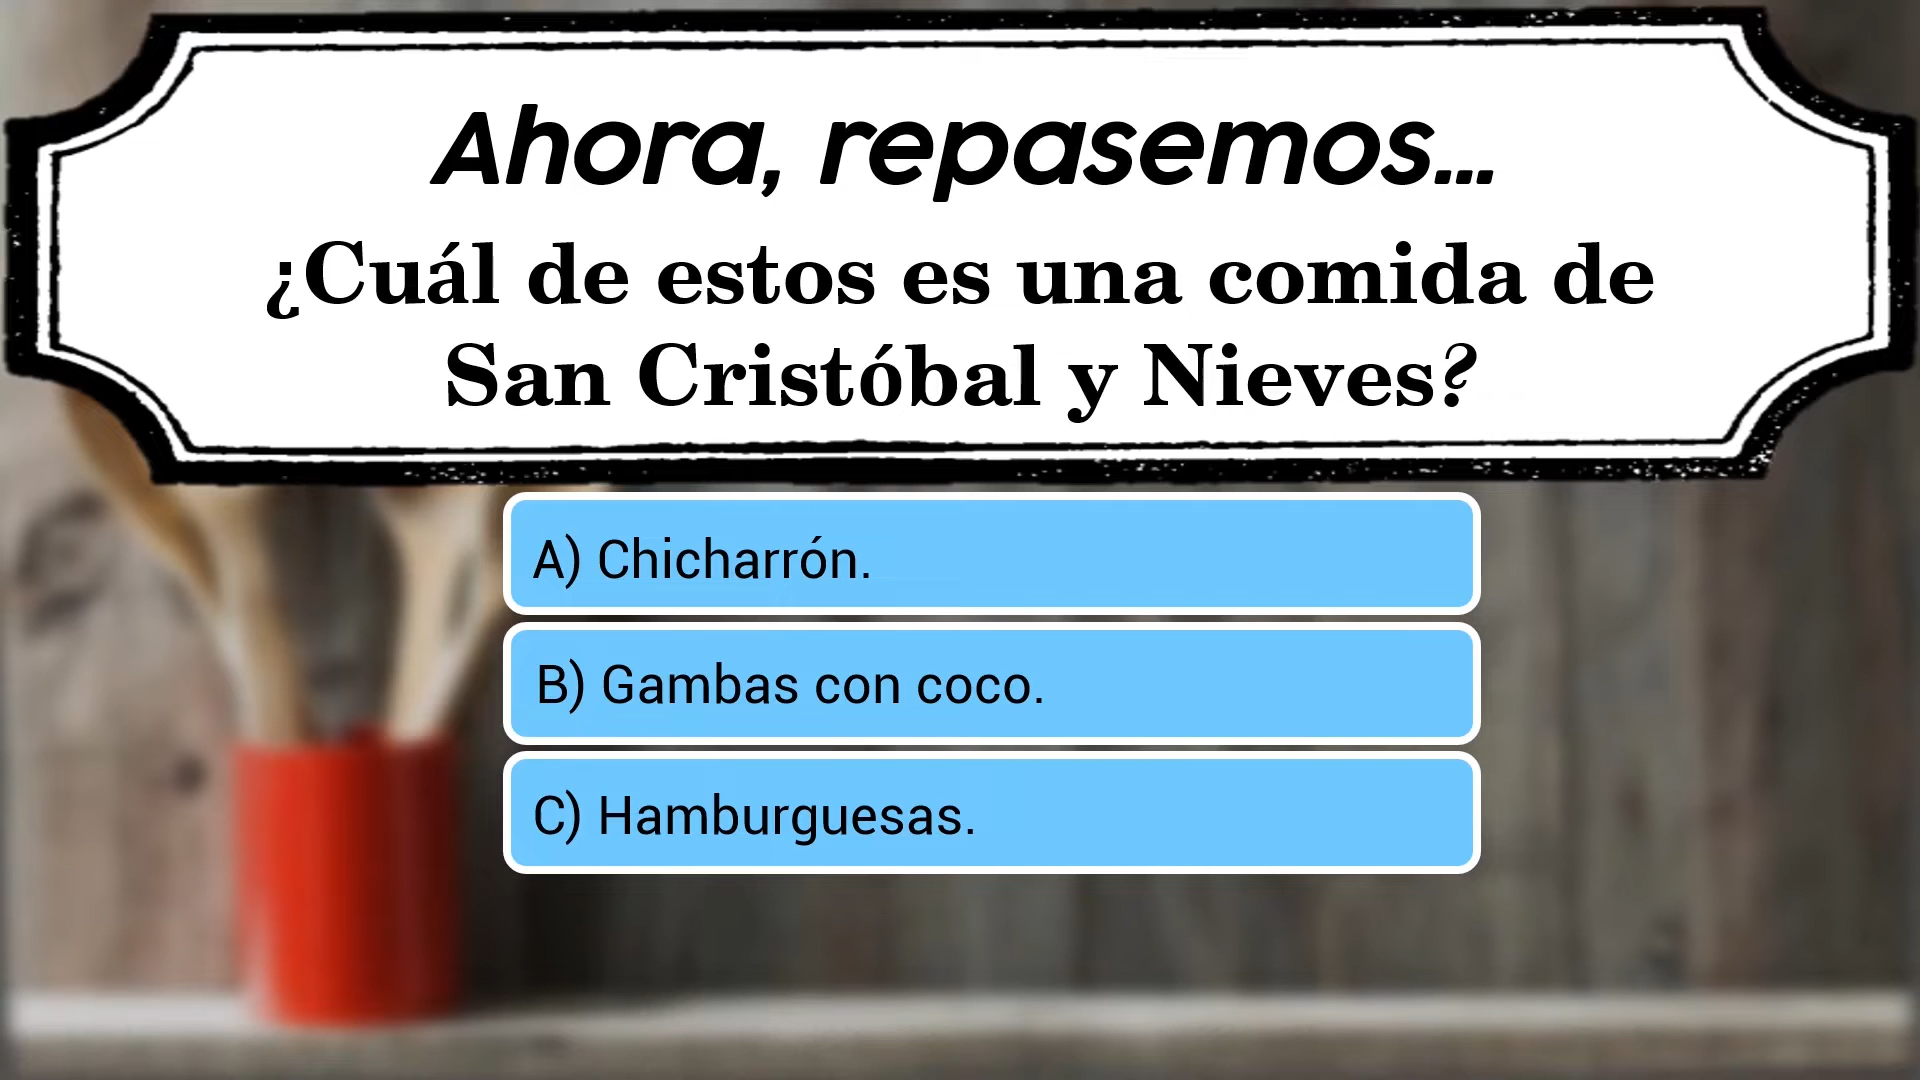 Ahora, repasemos...
¿Cuál de estos es una comida de
San Cristóbal y Nieves?
A) Chicharrón.
B) Gambas con coco.
C) Hamburguesas.